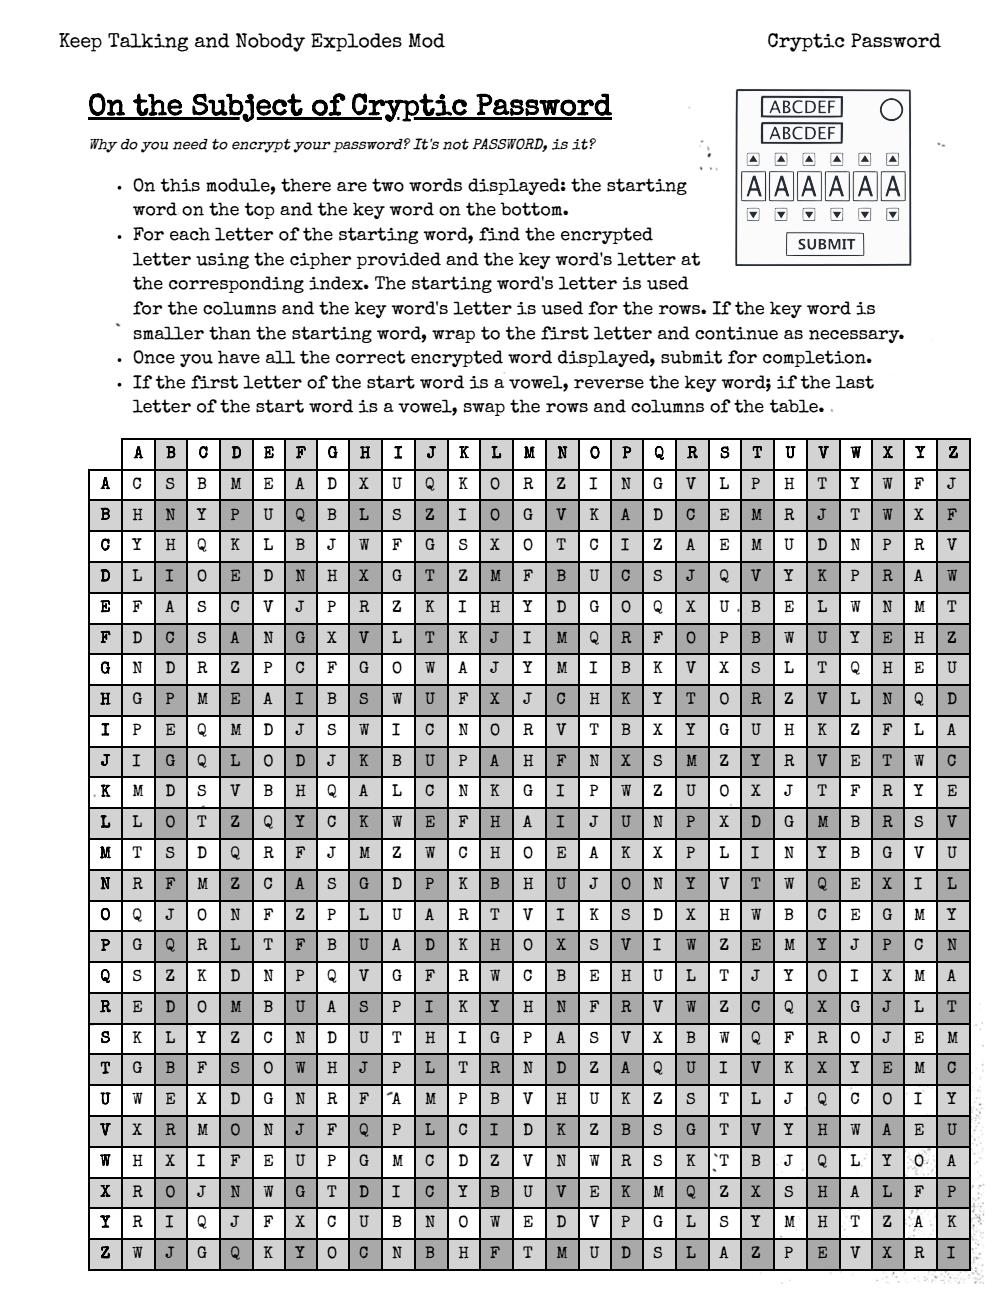 Keep Talking and Nobody Explodes Mod
Cryptic Password
On the Subject of Cryptic Password
ABCDEF
ABCDEF
Why do you need to encrypt your password? It's not PASSWORD, is it?
A A A A A A
SUBMIT
• On this module, there are two words displayed: the starting
word on the top and the key word on the bottom.
• For each letter of the starting word, find the encrypted
letter using the cipher provided and the key word's letter at
the corresponding index. The starting word's letter is used
for the columns and the key word's letter is used for the rows. If the key word is
smaller than the starting word, wrap to the first letter and continue as necessary.
• Once you have all the correct encrypted word displayed, submit for completion.
• If the first letter of the start word is a vowel, reverse the key word; if the last
letter of the start word is a vowel, swap the rows and columns of the table.
A B C D E F G H I J K L M N O P Q R S T U V W X Y Z
A C S B M E A D X U Q K O R Z I N G V L P H T Y W F J
B H N Y P U Q B L S Z I O G V K A D C E M R J T W X F
C Y H Q K L B J W F G S X O T C I Z A E M U D N P R V
D L I O E D N H X G T Z M F B U C S J Q V Y K P R A W
E F A S C V J P R Z K I H Y D G O Q X U B E L W N M T
F D C S A N G X V L T K J I M Q R F O P B W U Y E H Z
G N D R Z P C F G O W A J Y M I B K V X S L T Q H E U
H G P M E A I B S W U F X J C H K Y T O R Z V L N Q D
I P E Q M D J S W I C N O R V T B X Y G U H K Z F L A
J I G Q L O D J K B U P A H F N X S M Z Y R V E T W C
K M D S V B H Q A L C N K G I P W Z U O X J T F R Y E
L L O T Z Q Y C K W E F H A I J U N P X D G M B R S V
M T S D Q R F J M Z W C H O E A K X P L I N Y B G V U
N R F M Z C A S G D P K B H U J O N Y V T W Q E X I L
O Q J O N F Z P L U A R T V I K S D X H W B C E G M Y
P G Q R L T F B U A D K H O X S V I W Z E M Y J P C N
Q S Z K D N P Q V G F R W C B E H U L T J Y O I X M A
R E D O M B U A S P I K Y H N F R V W Z C Q X G J L T
S K L Y Z C N D U T H I G P A S V X B W Q F R O J E M
T G B F S O W H J P L T R N D Z A Q U I V K X Y E M C
U W E X D G N R F A M P B V H U K Z S T L J Q C O I Y
V X R M O N J F Q P L C I D K Z B S G T V Y H W A E U
W H X I F E U P G M C D Z V N W R S K T B J Q L Y O A
X R O J N W G T D I C Y B U V E K M Q Z X S H A L F P
Y R I Q J F X C U B N O W E D V P G L S Y M H T Z A K
Z W J G Q K Y O C N B H F T M U D S L A Z P E V X R I